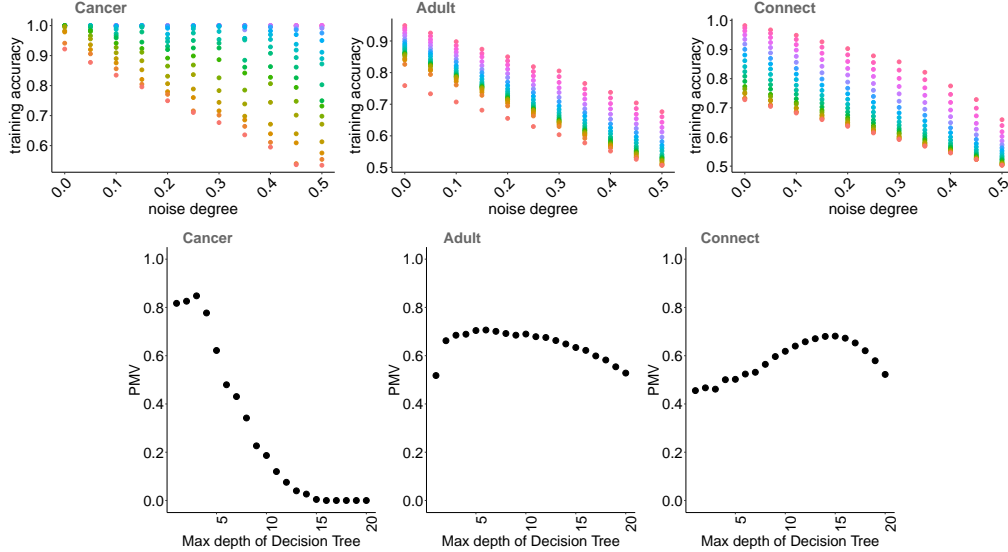 Cancer
Adult
Connect
training accuracy
1.0
0.9
0.8
0.7
0.6
0.0 0.1 0.2 0.3 0.4 0.5
noise degree
training accuracy
0.9
0.8
0.7
0.6
0.5
0.0 0.1 0.2 0.3 0.4 0.5
noise degree
training accuracy
1.0
0.9
0.8
0.7
0.6
0.5
0.0 0.1 0.2 0.3 0.4 0.5
noise degree
Cancer
Adult
Connect
PMV
1.0
0.8
0.6
0.4
0.2
0.0
5 10 15 20
Max depth of Decision Tree
PMV
1.0
0.8
0.6
0.4
0.2
0.0
5 10 15 20
Max depth of Decision Tree
PMV
1.0
0.8
0.6
0.4
0.2
0.0
5 10 15 20
Max depth of Decision Tree